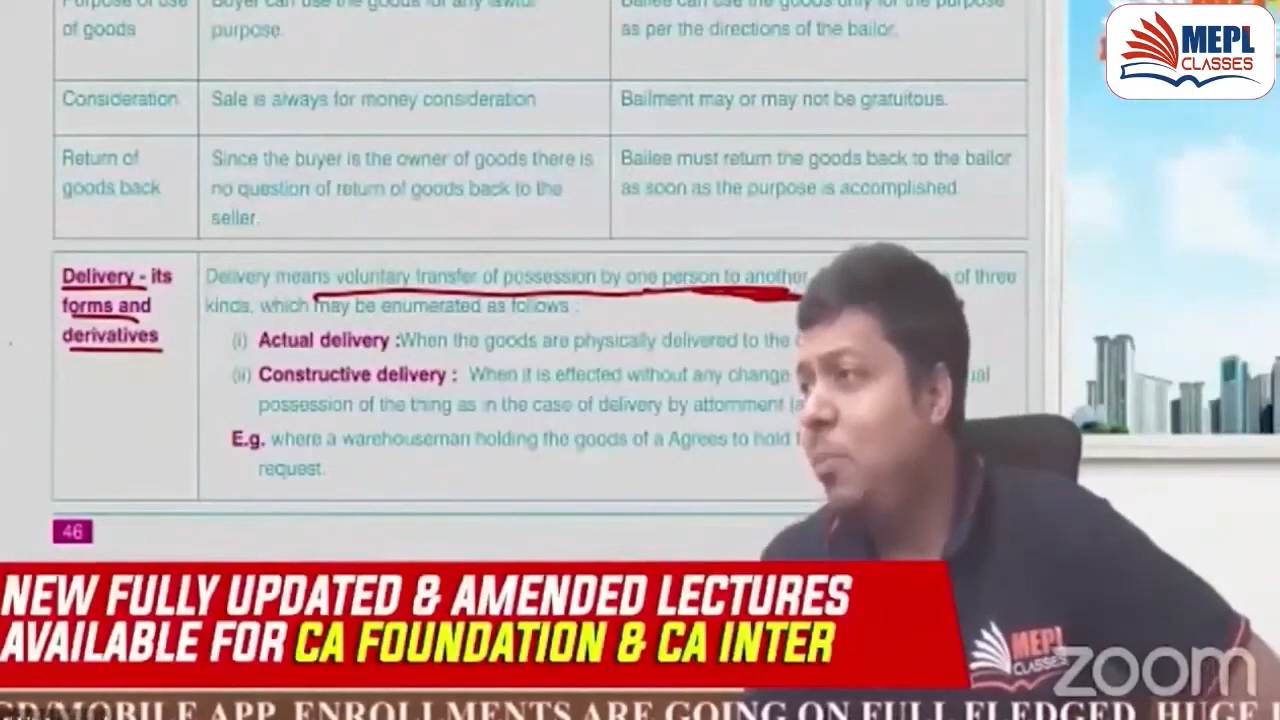 Purpose of use
of goods
Buyer can use the goods for any lawful
purpose.
Bailee can use the goods only for the purpose
as per the directions of the bailor.
Consideration
Sale is always for money consideration
Bailment may or may not be gratuitous.
Return of
goods back
Since the buyer is the owner of goods there is
no question of return of goods back to the
seller.
Bailee must return the goods back to the bailor
as soon as the purpose is accomplished.
Delivery - its
forms and
derivatives
Delivery means voluntary transfer of possession by one person to another
of three
kinds, which may be enumerated as follows :
(i) Actual delivery :When the goods are physically delivered to the
(ii) Constructive delivery : When it is effected without any change
possession of the thing as in the case of delivery by attornment
E.g. where a warehouseman holding the goods of a Agrees to hold
request.
46
MEPL
CLASSES
NEW FULLY UPDATED & AMENDED LECTURES
AVAILABLE FOR CA FOUNDATION & CA INTER
MEPL
CLASSES
zoom
MOBILE APP. ENROLLMENTS ARE GOING ON FULL FLEDGED. HUGE